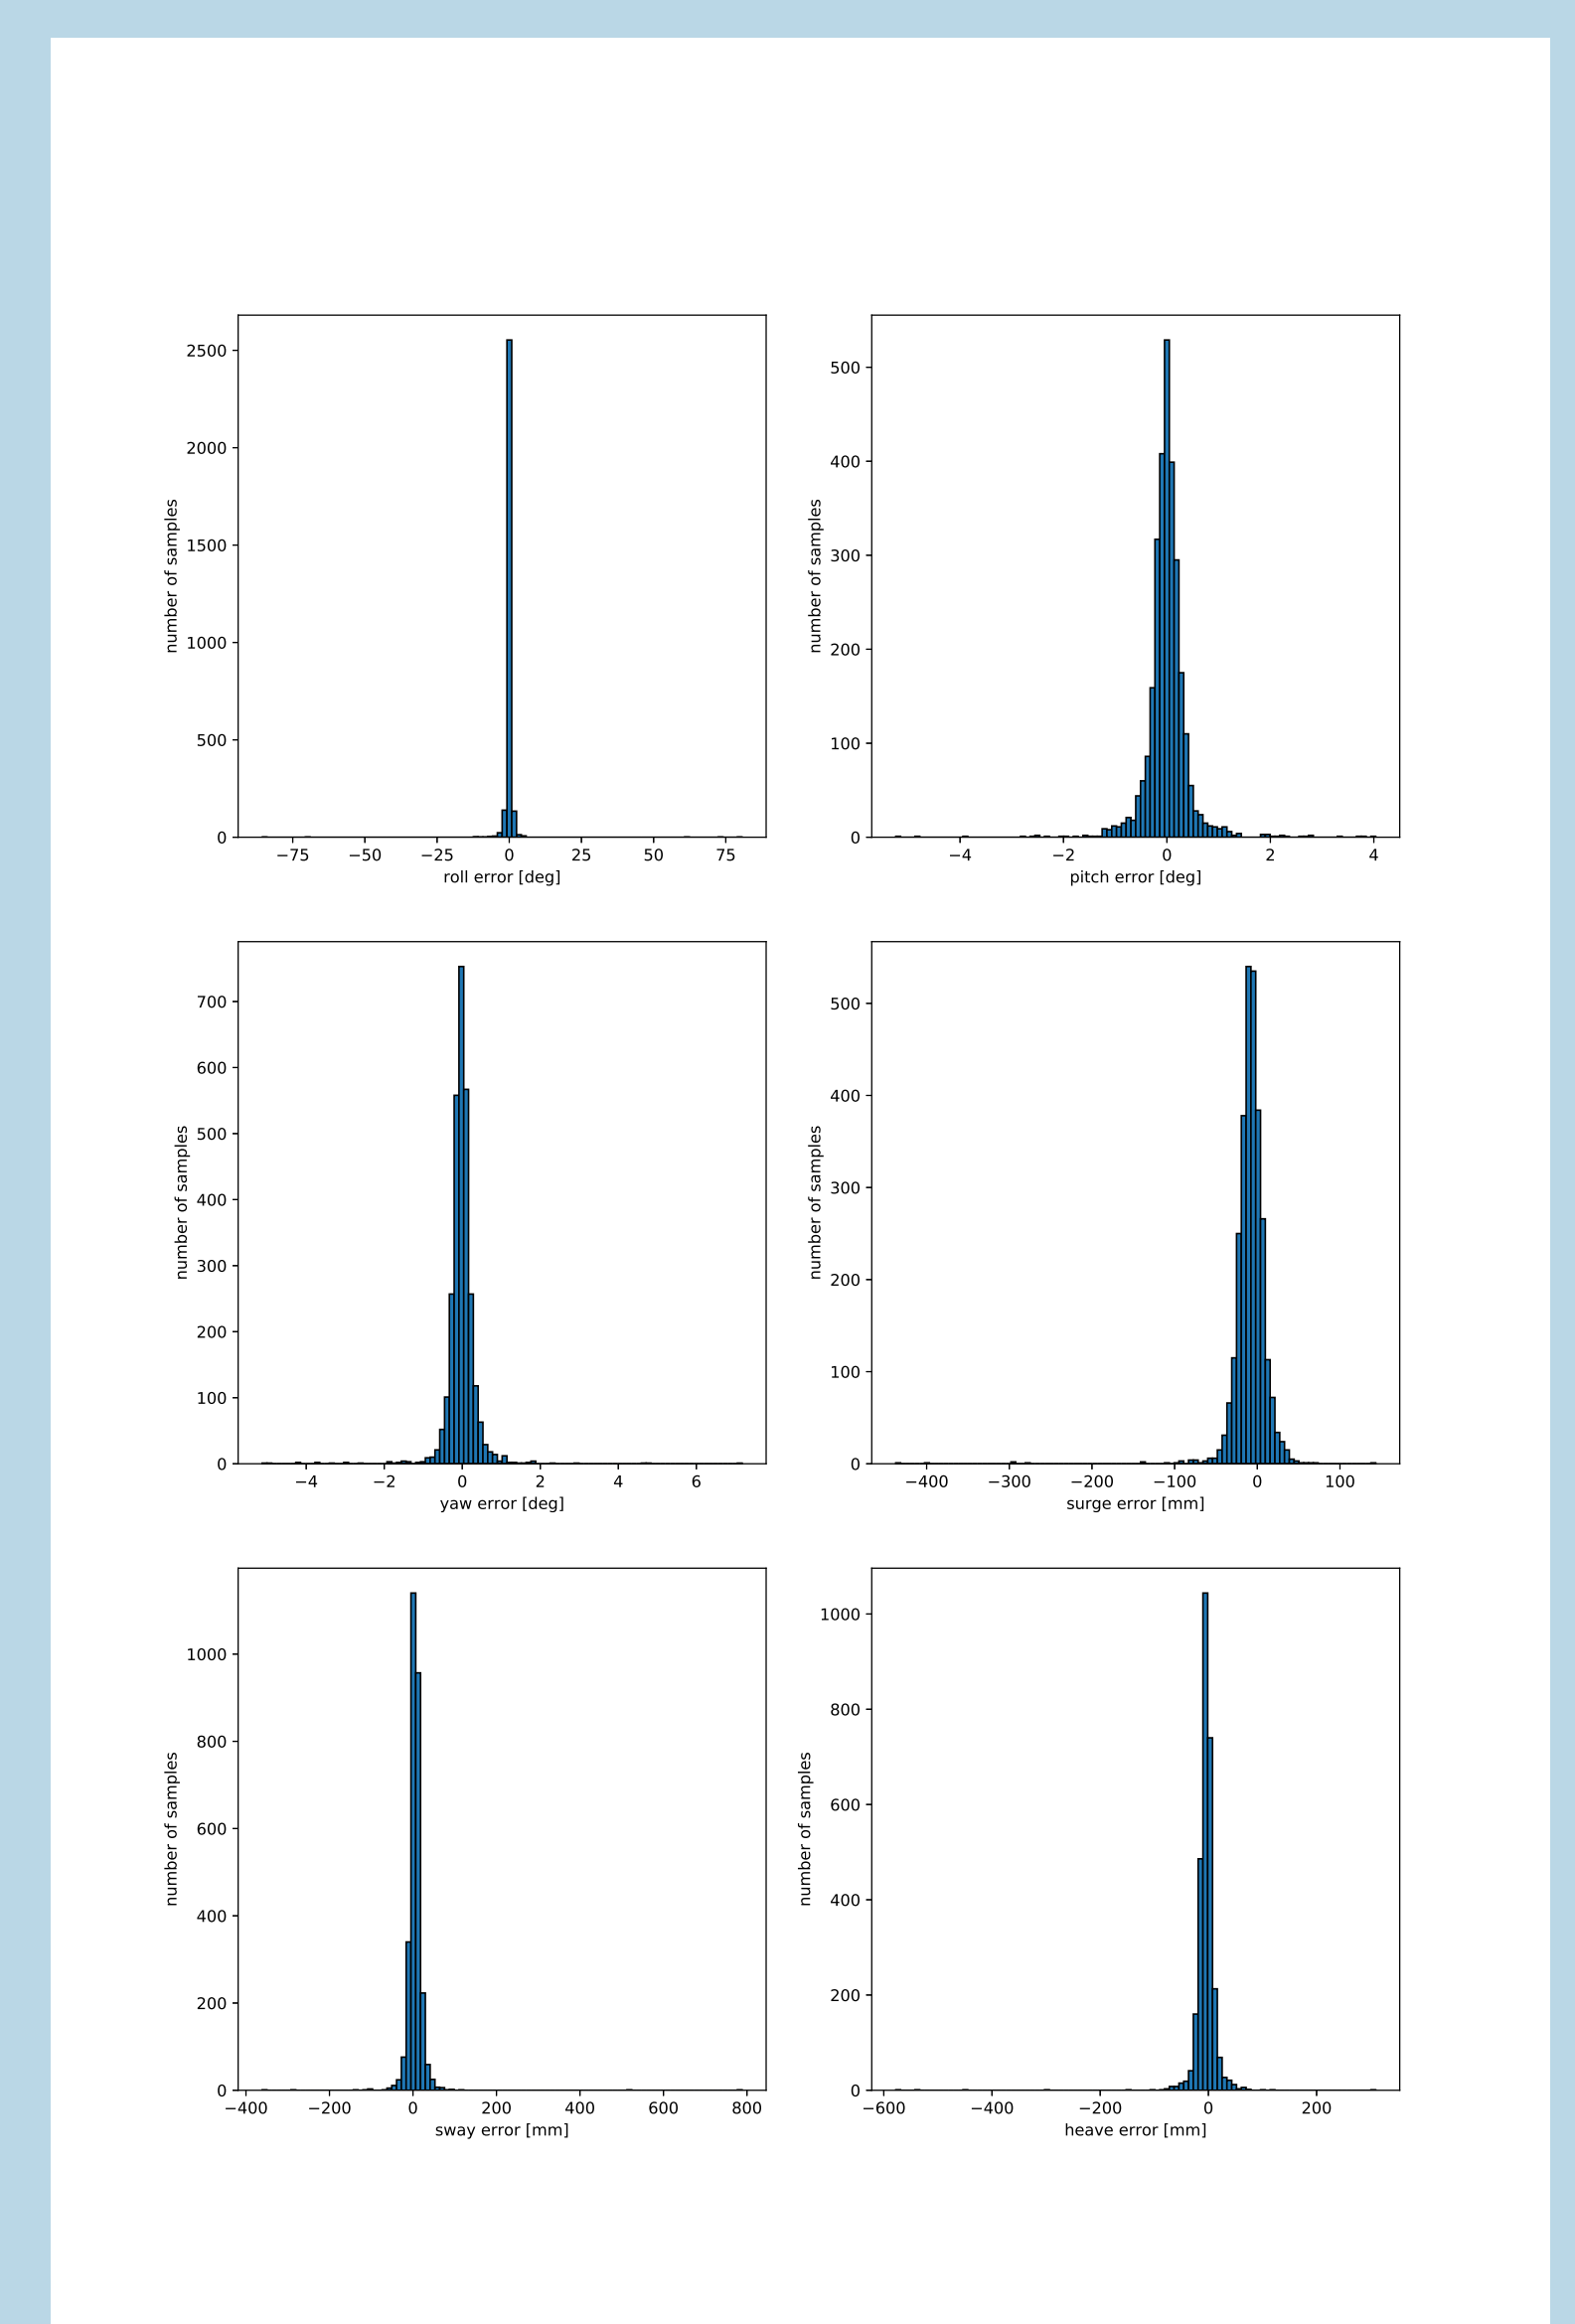 2500
2000
1500
1000
500
0
number of samples
−75 −50 −25 0 25 50 75
roll error [deg]
500
400
300
200
100
0
number of samples
−4 −2 0 2 4
pitch error [deg]
700
600
500
400
300
200
100
0
number of samples
−4 −2 0 2 4 6
yaw error [deg]
500
400
300
200
100
0
number of samples
−400 −300 −200 −100 0 100
surge error [mm]
1000
800
600
400
200
0
number of samples
−400 −200 0 200 400 600 800
sway error [mm]
1000
800
600
400
200
0
number of samples
−600 −400 −200 0 200
heave error [mm]